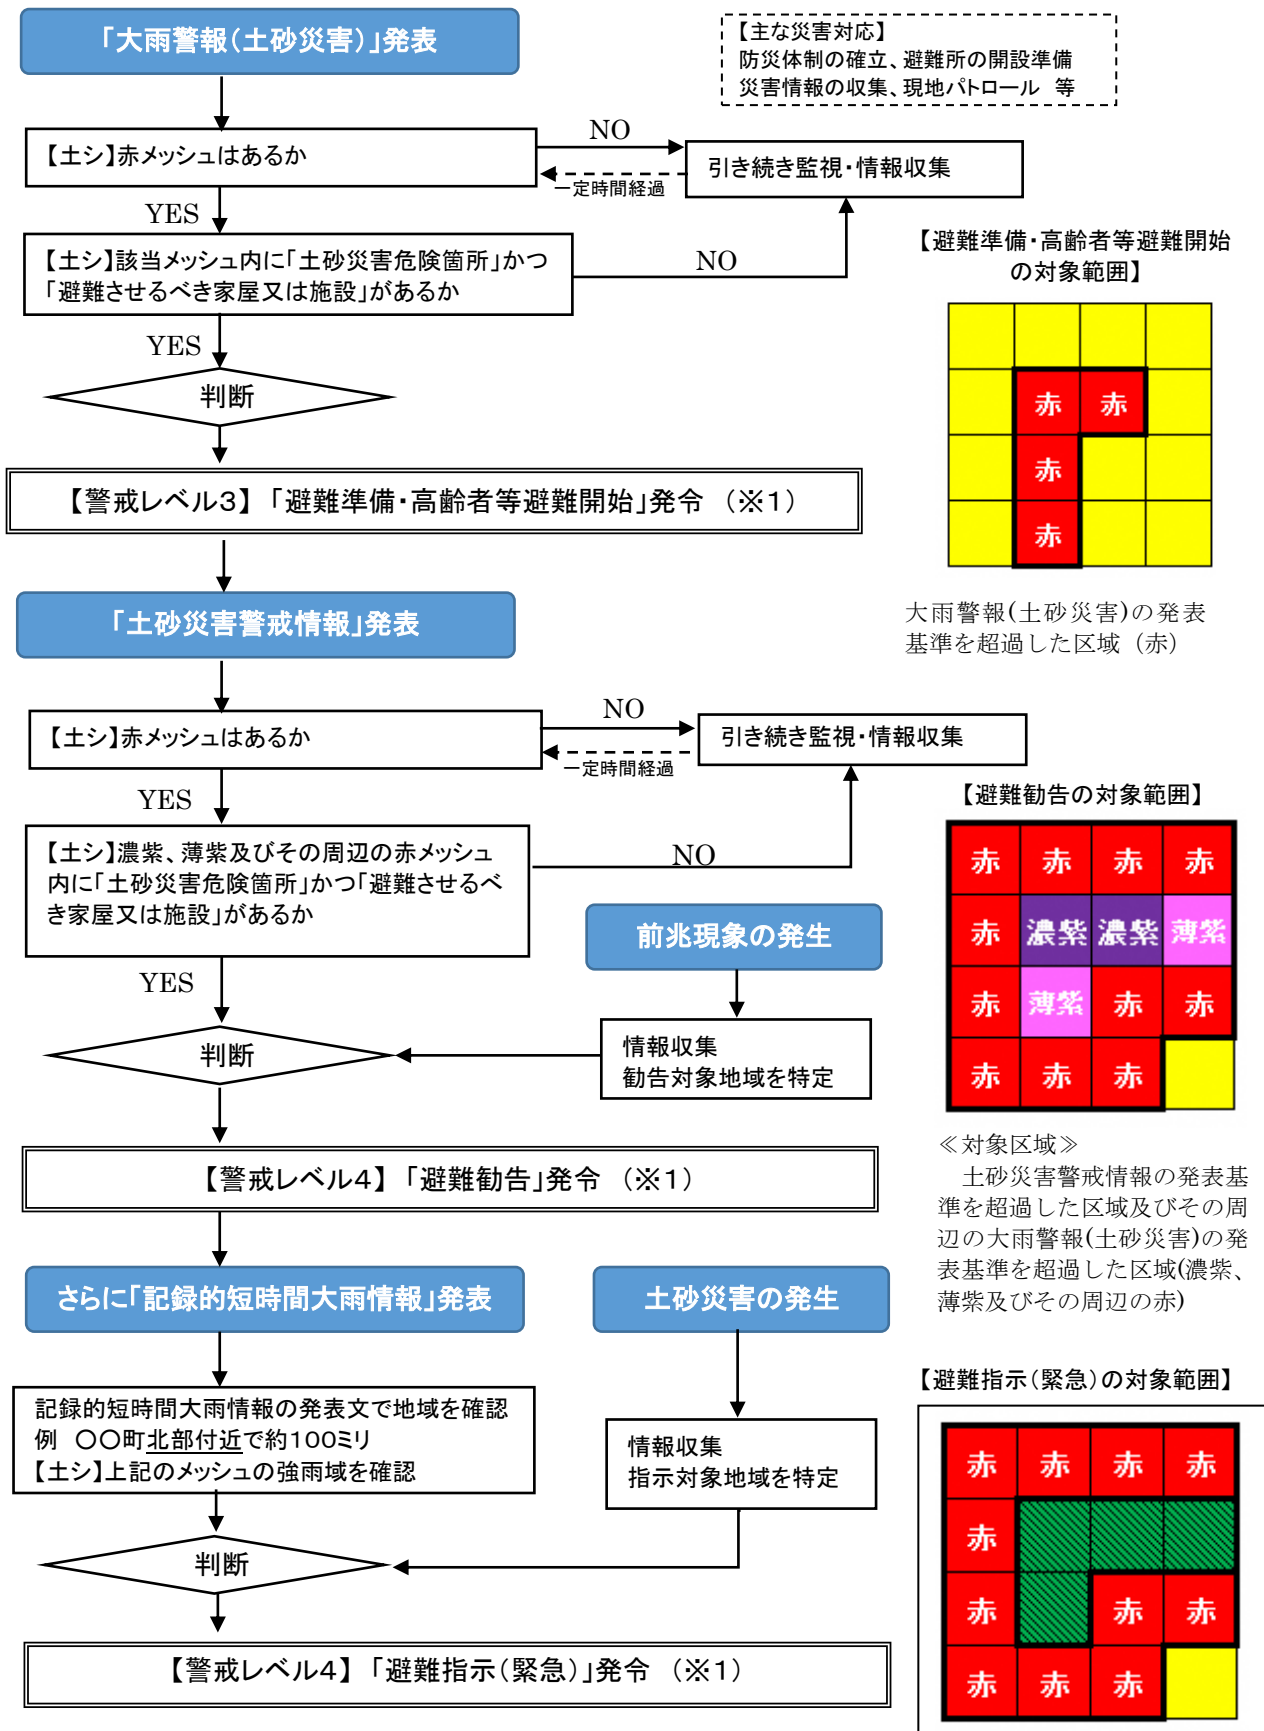 「大雨警報(土砂災害)」発表
【主な災害対応】
防災体制の確立、避難所の開設準備
災害情報の収集、現地パトロール　等
【土シ】赤メッシュはあるか
NO
一定時間経過
引き続き監視・情報収集
YES
【土シ】該当メッシュ内に「土砂災害危険箇所」かつ
「避難させるべき家屋又は施設」があるか
NO
YES
判断
【警戒レベル3】「避難準備・高齢者等避難開始」発令　(※1)
【避難準備・高齢者等避難開始
の対象範囲】
赤 赤
赤
赤
大雨警報(土砂災害)の発表
基準を超過した区域（赤）
「土砂災害警戒情報」発表
【土シ】赤メッシュはあるか
NO
一定時間経過
引き続き監視・情報収集
YES
【土シ】濃紫、薄紫及びその周辺の赤メッシュ
内に「土砂災害危険箇所」かつ「避難させるべ
き家屋又は施設」があるか
NO
YES
前兆現象の発生
情報収集
勧告対象地域を特定
判断
【警戒レベル4】「避難勧告」発令　(※1)
【避難勧告の対象範囲】
赤 赤 赤 赤
赤 濃紫 濃紫 薄紫
赤 薄紫 赤 赤
赤 赤 赤
≪対象区域≫
土砂災害警戒情報の発表基
準を超過した区域及びその周
辺の大雨警報(土砂災害)の発
表基準を超過した区域(濃紫、
薄紫及びその周辺の赤)
さらに「記録的短時間大雨情報」発表
土砂災害の発生
記録的短時間大雨情報の発表文で地域を確認
例　○○町北部付近で約100ミリ
【土シ】上記のメッシュの強雨域を確認
情報収集
指示対象地域を特定
判断
【警戒レベル4】「避難指示(緊急)」発令　(※1)
【避難指示(緊急)の対象範囲】
赤 赤 赤 赤
赤
赤 赤 赤
赤 赤 赤